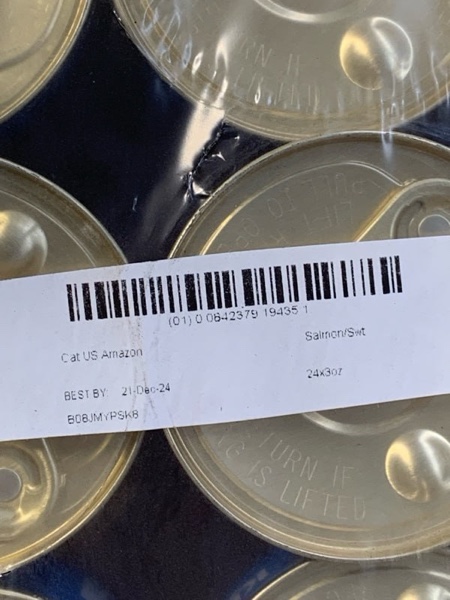 (01) 0 0842379 19435 1
Cat US Amazon
Salmon/Swt
BEST BY: 21-Dec-24
24x3oz
B08JMYPSK8
TURN IF
IS LIFTED